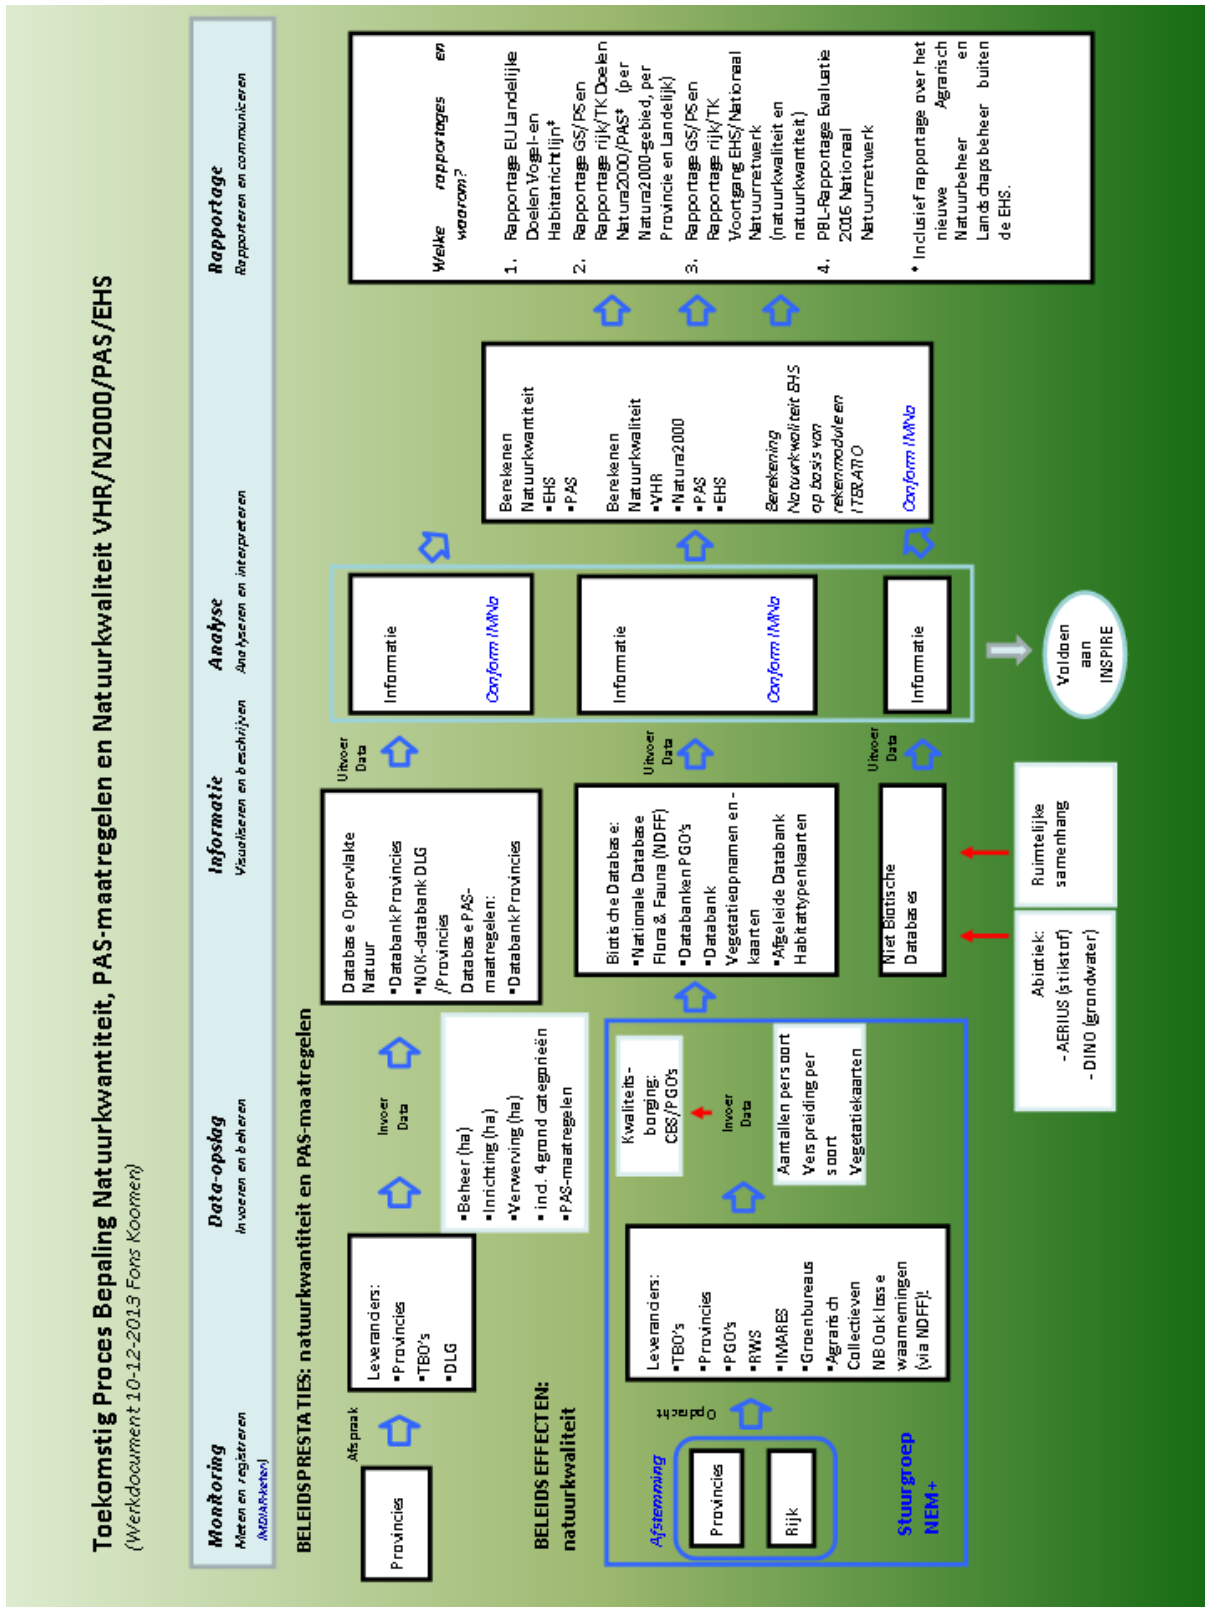 Toekomstig Proces Bepaling Natuurkwantiteit, PAS-maatregelen en Natuurkwaliteit VHR/N2000/PAS/EHS
(Werkdocument 10-12-2013 Fons Koomen)
Monitoring
Meten en registreren
(MDIAR-keten)
Data-opslag
Invoeren en beheren
Informatie
Visualiseren en beschrijven
Analyse
Analyseren en interpreteren
Rapportage
Rapporteren en communiceren
BELEIDSPRESTATIES: natuurkwantiteit en PAS-maatregelen
Provincies
Afspraak
Leveranciers:
▪Provincies
▪TBO's
▪DLG
Invoer
Data
▪Beheer (ha)
▪Inrichting (ha)
▪Verwerving (ha)
▪ ind. 4 grond categorieën
▪PAS-maatregelen
Database Oppervlakte
Natuur
▪Databank Provincies
▪NOK-databank DLG
/Provincies
Database PAS-
maatregelen:
▪Databank Provincies
Uitvoer
Data
Informatie
Conform IMNa
BELEIDSEFFECTEN:
natuurkwaliteit
Afstemming
Provincies
Rijk
Stuurgroep
NEM+
Opdracht
Leveranciers:
▪TBO's
▪Provincies
▪PGO's
▪RWS
▪IMARES
▪Groenbureaus
▪Agrarisch
Collectieven
NB Ook losse
waarnemingen
(via NDFF)!
Kwaliteits-
borging:
CBS/PGO's
Invoer
Data
Aantallen per soort
Verspreiding per
soort
Vegetatiekaarten
Biotische Database:
▪Nationale Database
Flora & Fauna (NDFF)
▪Databanken PGO's
▪Databank
Vegetatieopnamen en -
kaarten
▪Afgeleide Databank
Habitattypenkaarten
Uitvoer
Data
Informatie
Conform IMNa
Niet Biotische
Databases
Uitvoer
Data
Informatie
Abiotiek:
- AERIUS (stikstof)
- DINO (grondwater)
Ruimtelijke
samenhang
Voldoen
aan
INSPIRE
Berekenen
Natuurkwantiteit
▪EHS
▪PAS
Berekenen
Natuurkwaliteit
▪VHR
▪Natura2000
▪PAS
▪EHS
Berekening
Natuurkwaliteit EHS
op basis van
rekenmodule en
ITERATIO
Conform IMNa
Welke rapportages en
waarom?
1. Rapportage EU Landelijke
Doelen Vogel- en
Habitatrichtlijn*
2. Rapportage GS/PS en
Rapportage rijk/TK Doelen
Natura2000/PAS* (per
Natura2000-gebied, per
Provincie en Landelijk)
3. Rapportage GS/PS en
Rapportage rijk/TK
Voortgang EHS/Nationaal
Natuurnetwerk
(natuurkwaliteit en
natuurkwantiteit)
4. PBL-Rapportage Evaluatie
2016 Nationaal
Natuurnetwerk
* Inclusief rapportage over het
nieuwe Agrarisch
Natuurbeheer en
Landschapsbeheer buiten
de EHS.